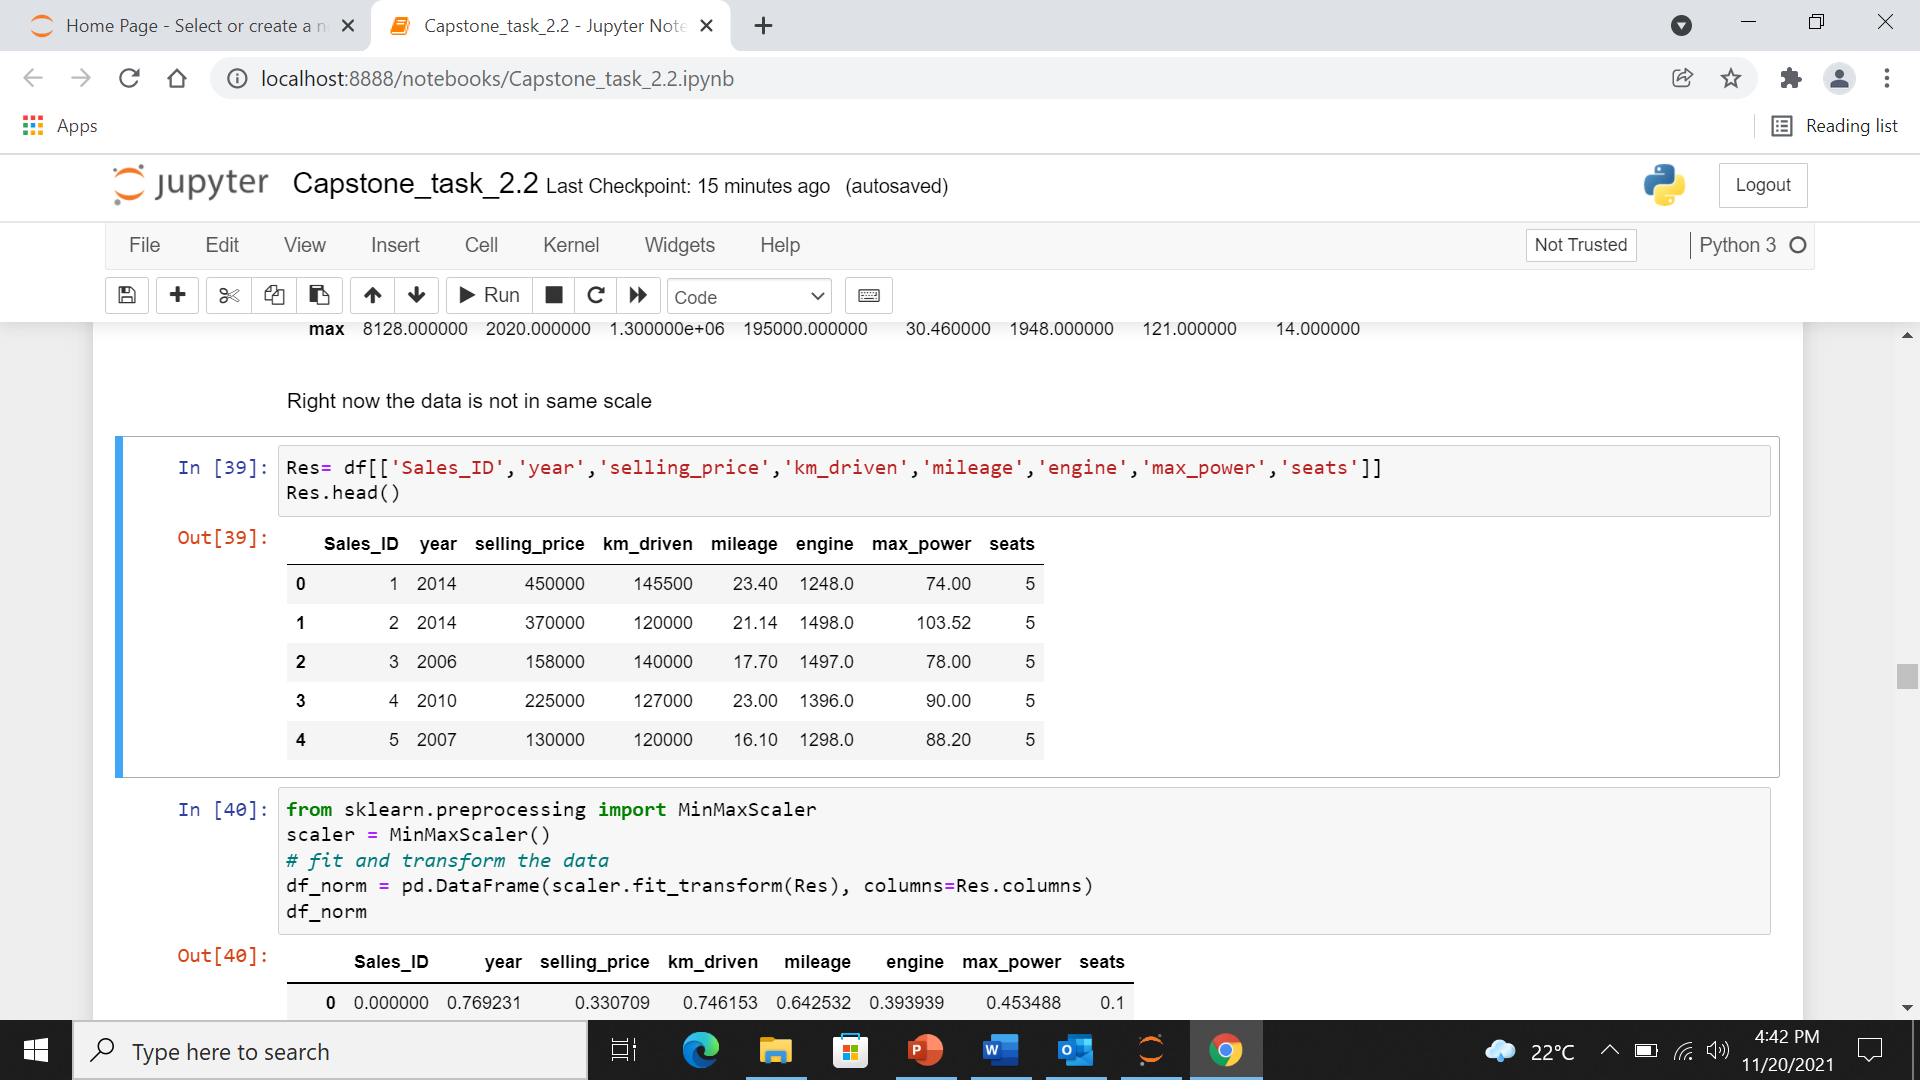 Home Page - Select or create a n
Capstone_task_2.2 - Jupyter Note
localhost:8888/notebooks/Capstone_task_2.2.ipynb
Apps
Reading list
jupyter Capstone_task_2.2 Last Checkpoint: 15 minutes ago (autosaved)
Logout
File Edit View Insert Cell Kernel Widgets Help
Not Trusted
Python 3
Run
Code
max 8128.000000 2020.000000 1.300000e+06 195000.000000 30.460000 1948.000000 121.000000 14.000000
Right now the data is not in same scale
In [39]: Res= df[['Sales_ID','year','selling_price','km_driven','mileage','engine','max_power','seats']]
Res.head()
Out[39]:
Sales_ID year selling_price km_driven mileage engine max_power seats
0 1 2014 450000 145500 23.40 1248.0 74.00 5
1 2 2014 370000 120000 21.14 1498.0 103.52 5
2 3 2006 158000 140000 17.70 1497.0 78.00 5
3 4 2010 225000 127000 23.00 1396.0 90.00 5
4 5 2007 130000 120000 16.10 1298.0 88.20 5
In [40]: from sklearn.preprocessing import MinMaxScaler
scaler = MinMaxScaler()
# fit and transform the data
df_norm = pd.DataFrame(scaler.fit_transform(Res), columns=Res.columns)
df_norm
Out[40]:
Sales_ID year selling_price km_driven mileage engine max_power seats
0 0.000000 0.769231 0.330709 0.746153 0.642532 0.393939 0.453488 0.1
Type here to search
22°C
4:42 PM
11/20/2021